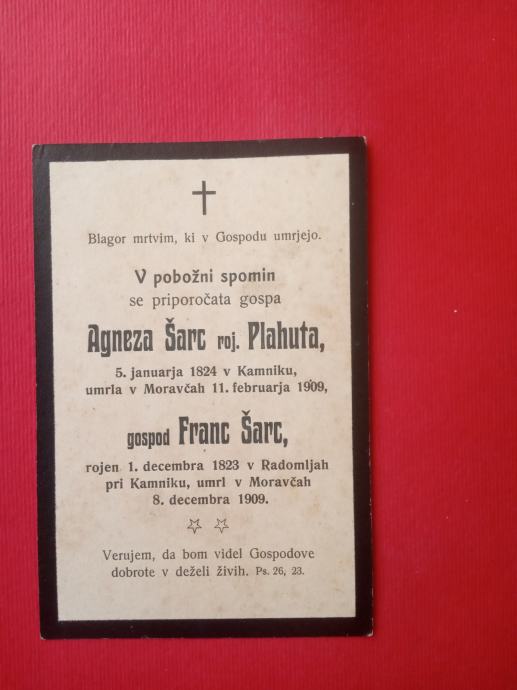 Blagor mrtvim, ki v Gospodu umrjejo.
V pobožni spomin
se priporočata gospa
Agneza Šarc roj. Plahuta,
5. januarja 1824 v Kamniku,
umrla v Moravčah 11. februarja 1909,
gospod Franc Šarc,
rojen 1. decembra 1823 v Radomljah
pri Kamniku, umrl v Moravčah
8. decembra 1909.
Verujem, da bom videl Gospodove
dobrote v deželi živih. Ps. 26, 23.